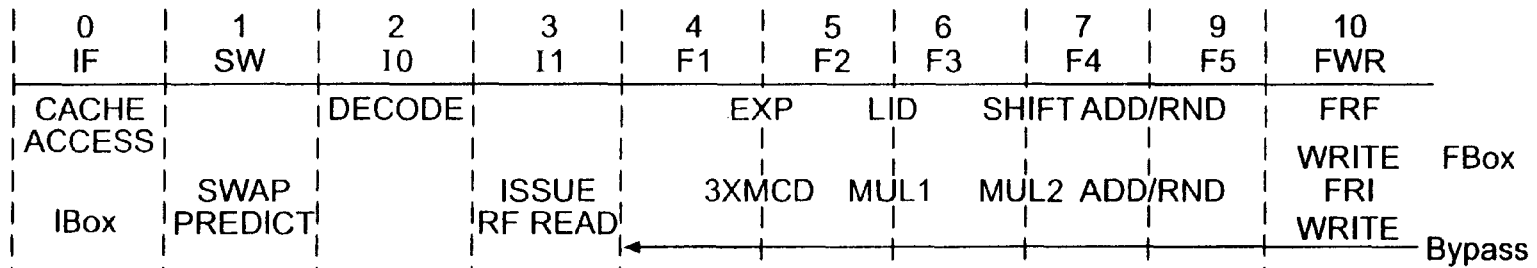 0 1 2 3 4 5 6 7 9 10
IF SW I0 I1 F1 F2 F3 F4 F5 FWR
CACHE DECODE EXP LID SHIFT ADD/RND FRF
ACCESS
WRITE FBox
SWAP ISSUE 3XMCD MUL1 MUL2 ADD/RND FRI
IBox PREDICT RF READ WRITE
Bypass